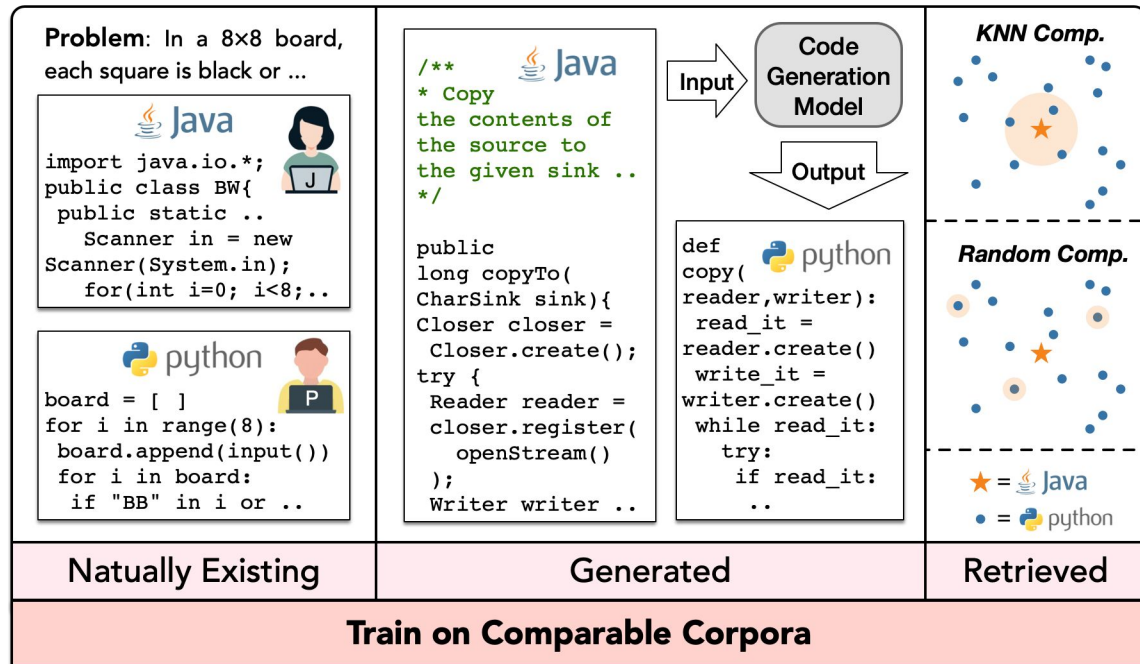 Problem: In a 8×8 board,
each square is black or ...
Java
import java.io.*;
public class BW{
public static ..
Scanner in = new
Scanner(System.in);
for(int i=0; i<8;..
J
python
board = [ ]
for i in range(8):
board.append(input())
for i in board:
if "BB" in i or ..
P
Natually Existing
Java
/**
* Copy
the contents of
the source to
the given sink ..
*/
public
long copyTo(
CharSink sink){
Closer closer =
Closer.create();
try {
Reader reader =
closer.register(
openStream()
);
Writer writer ..
Input
Code
Generation
Model
Output
python
def
copy(
reader,writer):
read_it =
reader.create()
write_it =
writer.create()
while read_it:
try:
if read_it:
..
Generated
KNN Comp.
Random Comp.
= Java
= python
Retrieved
Train on Comparable Corpora